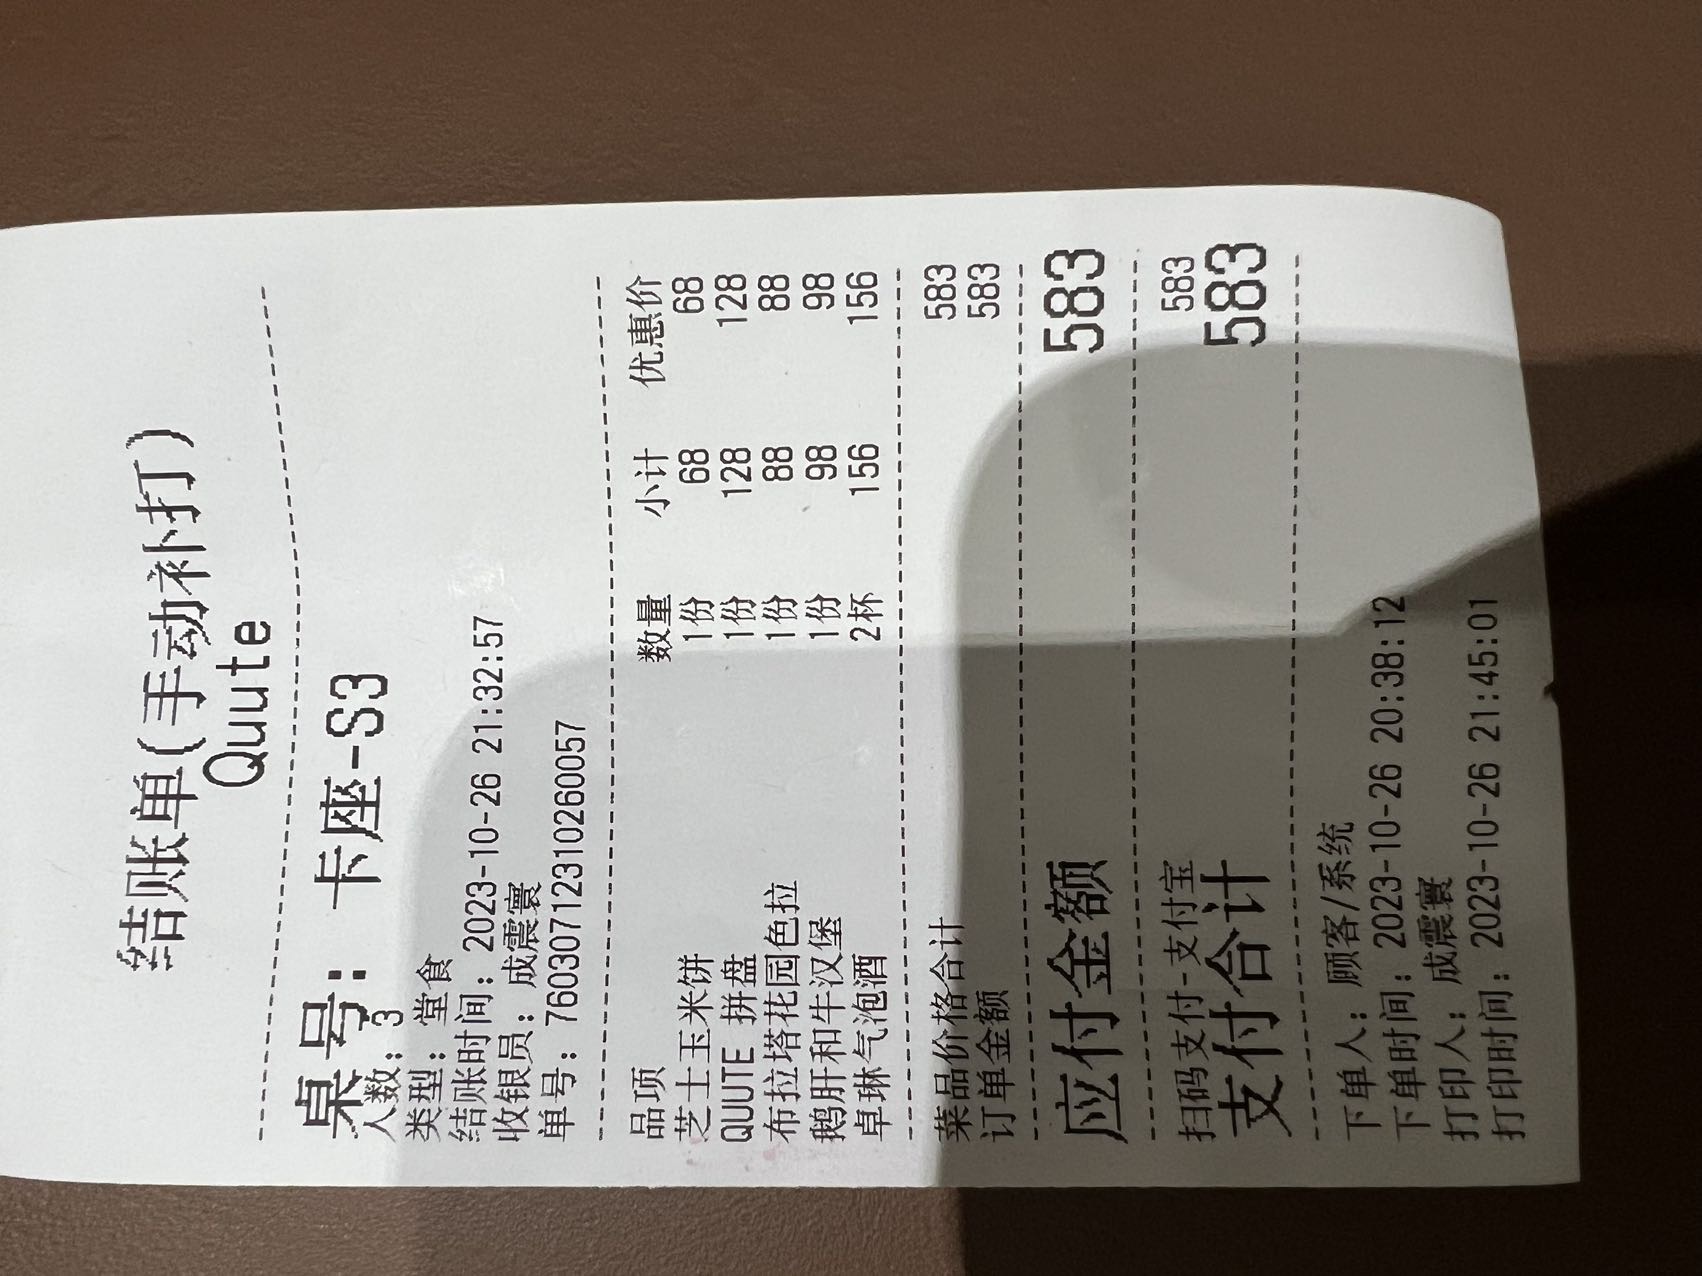 结账单(手动补打)
Quute
桌号: 卡座-S3
人数: 3
类型: 堂食
结账时间: 2023-10-26 21:32:57
收银员: 成震寰
单号: 76030712310260057
品项 数量 小计 优惠价
芝士玉米饼 1份 68 68
QUUTE 拼盘 1份 128 128
布拉塔花园色拉 1份 88 88
鹅肝和牛汉堡 1份 98 98
卓琳气泡酒 2杯 156 156
菜品价格合计 583
订单金额 583
应付金额 583
扫码支付-支付宝 583
支付合计 583
下单人: 顾客/系统
下单时间: 2023-10-26 20:38:12
打印人: 成震寰
打印时间: 2023-10-26 21:45:01